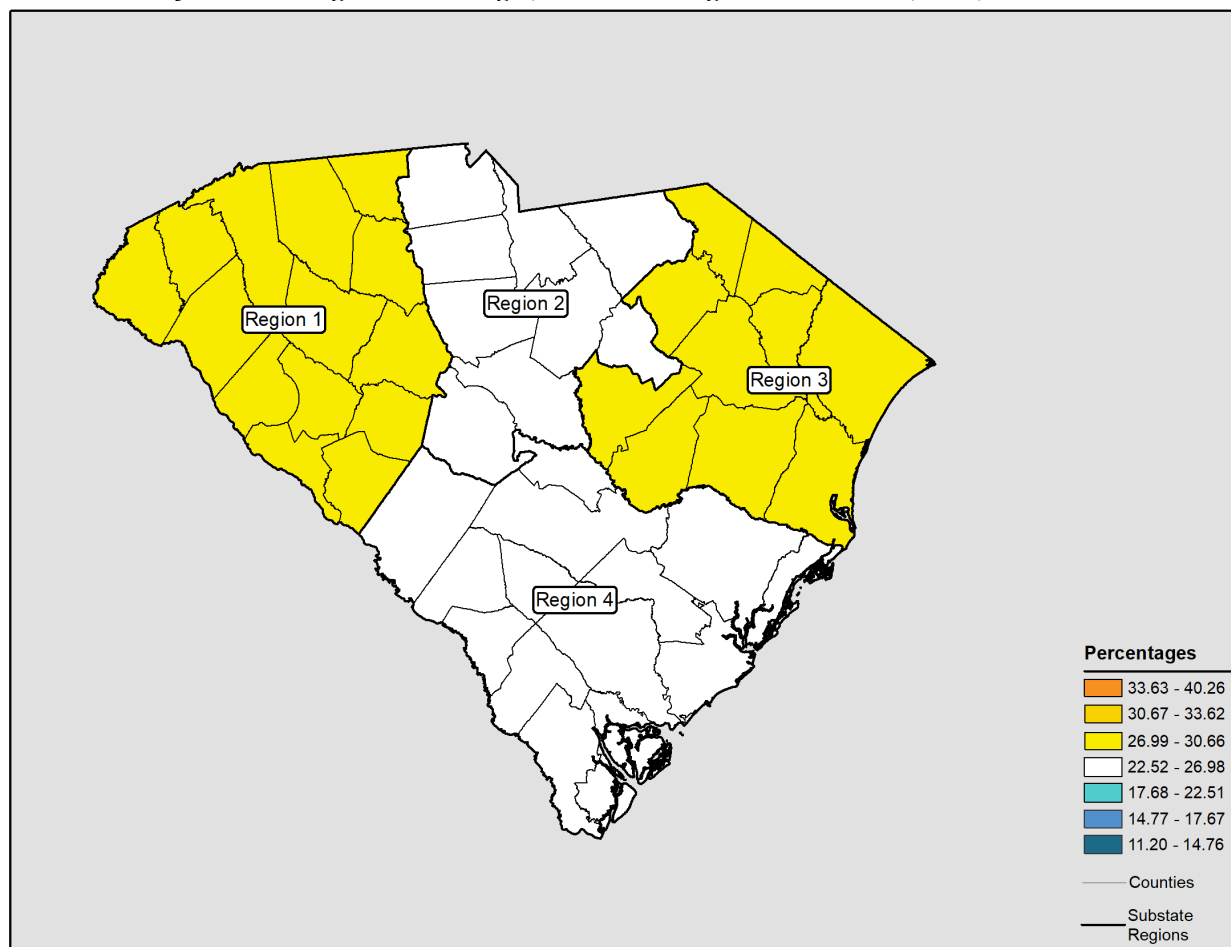 Region 1
Region 2
Region 3
Region 4
Percentages
33.63 - 40.26
30.67 - 33.62
26.99 - 30.66
22.52 - 26.98
17.68 - 22.51
14.77 - 17.67
11.20 - 14.76
Counties
Substate
Regions